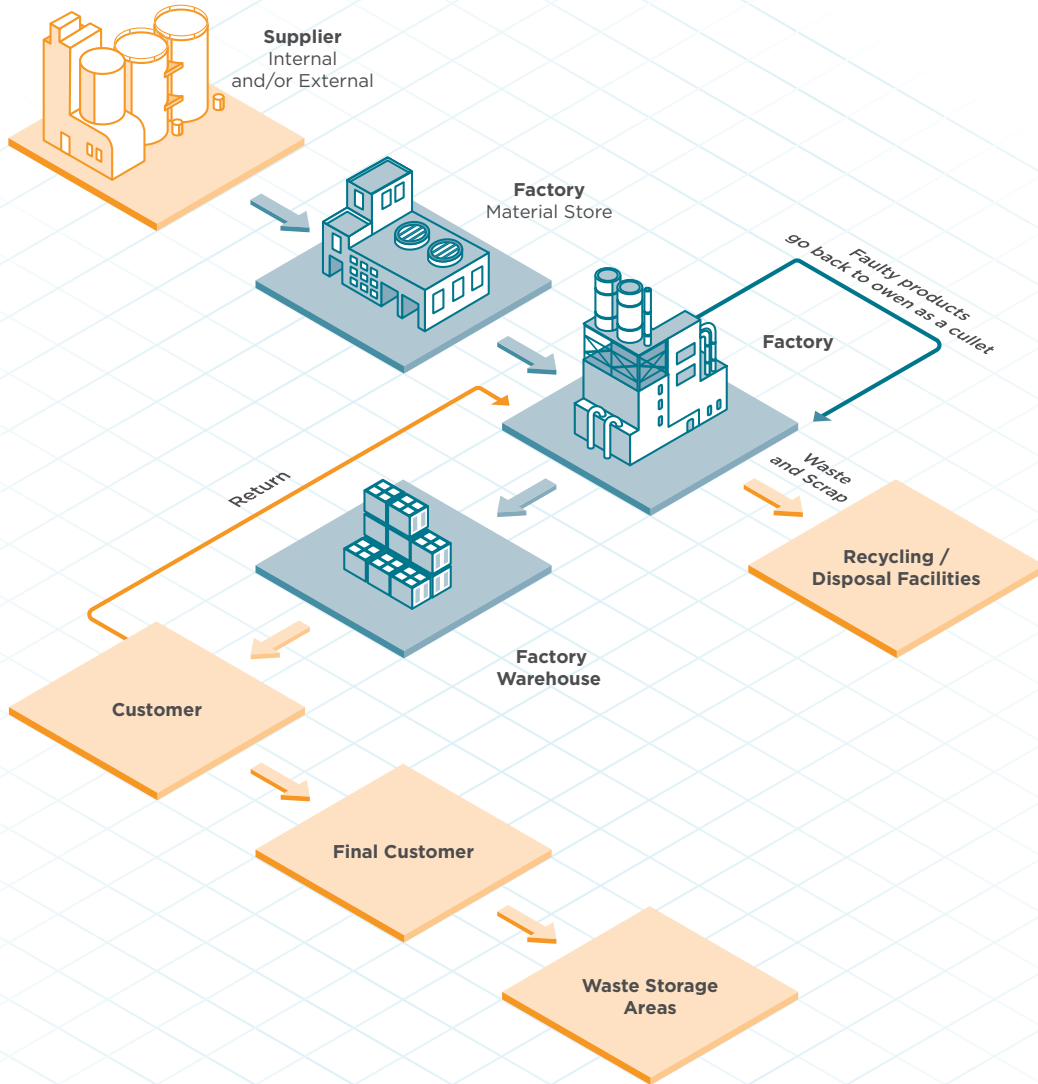 Supplier
Internal
and/or External
Factory
Material Store
Faulty products
go back to owen as a cullet
Factory
Return
Waste
and Scrap
Recycling /
Disposal Facilities
Factory
Warehouse
Customer
Final Customer
Waste Storage
Areas